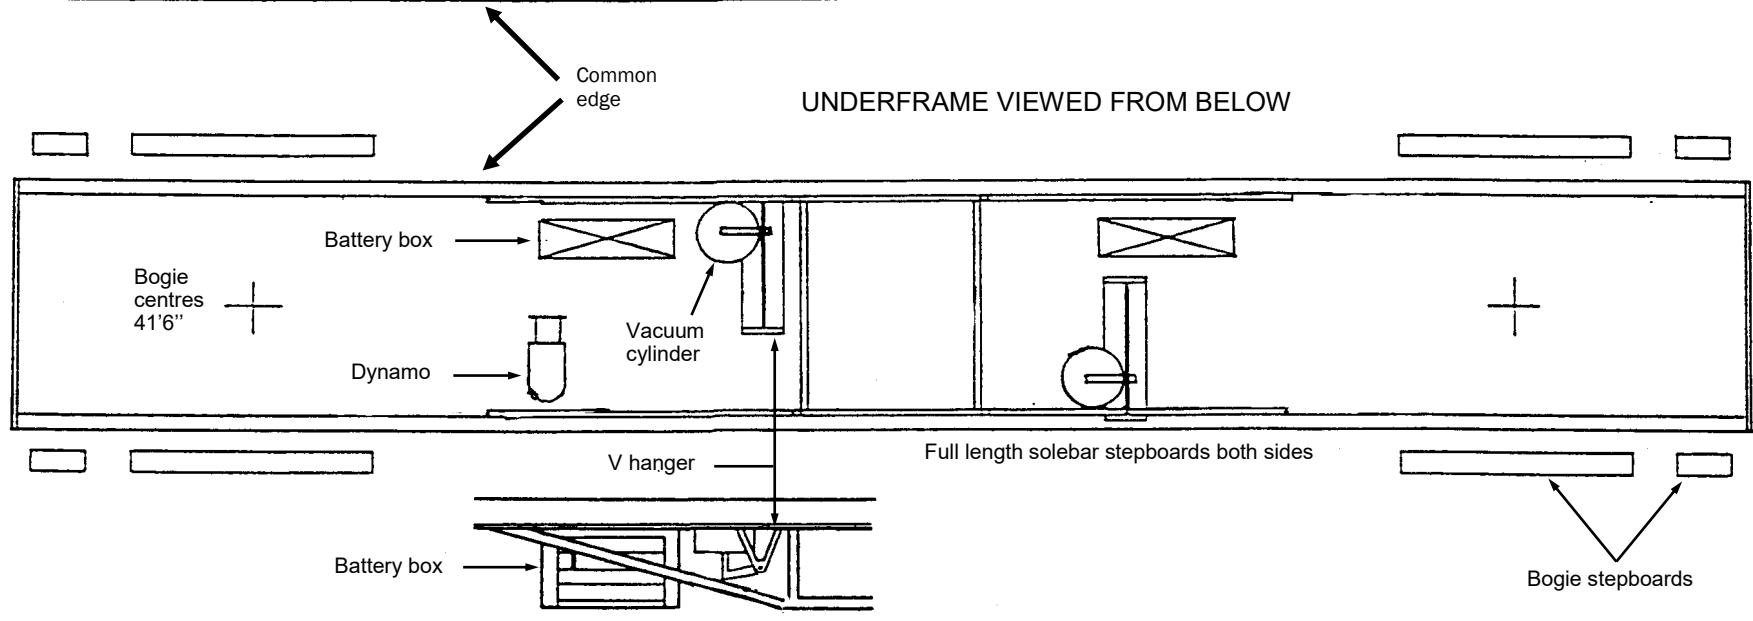 Common
edge
UNDERFRAME VIEWED FROM BELOW
Battery box
Bogie
centres
41'6’’
Vacuum
cylinder
Dynamo
V hanger
Full length solebar stepboards both sides
Battery box
Bogie stepboards